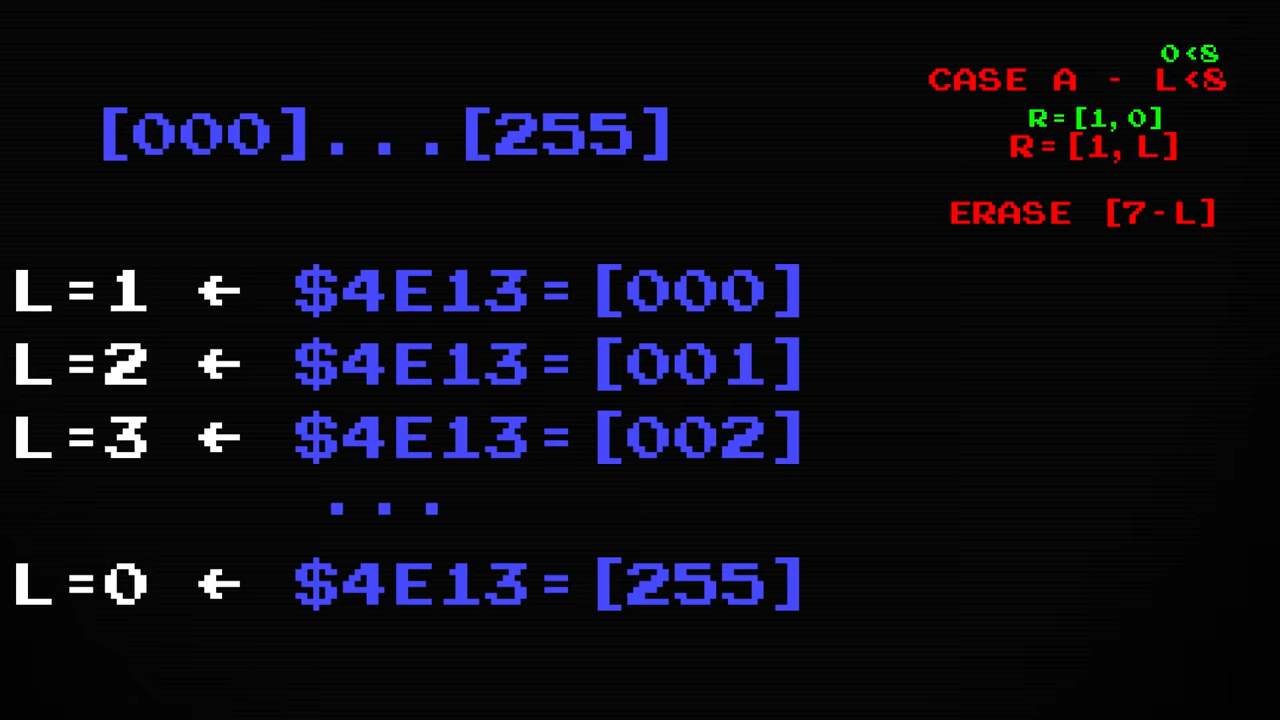 0<8
CASE A - L<8
[000]...[255]
R=[1,0]
R=[1,L]
ERASE [7-L]
L=1 ← $4E13=[000]
L=2 ← $4E13=[001]
L=3 ← $4E13=[002]
...
L=0 ← $4E13=[255]